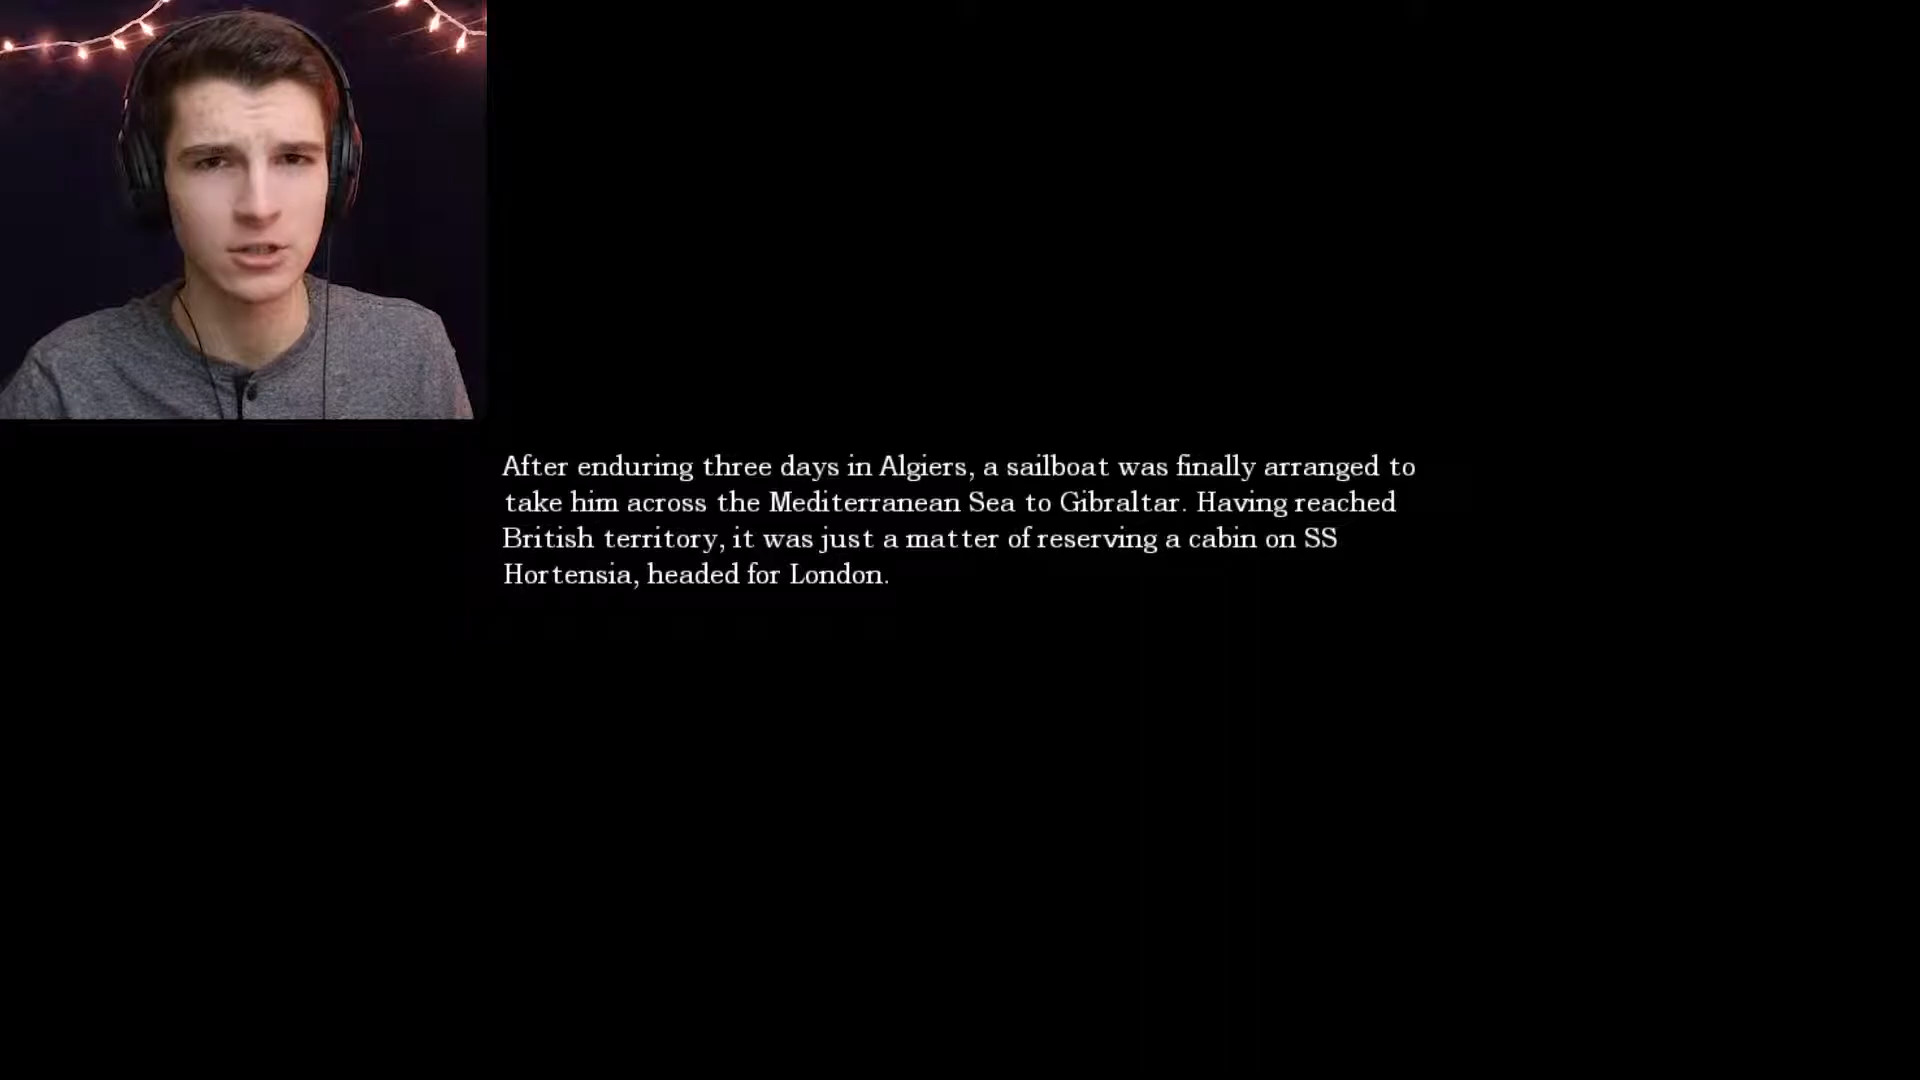 After enduring three days in Algiers, a sailboat was finally arranged to
take him across the Mediterranean Sea to Gibraltar. Having reached
British territory, it was just a matter of reserving a cabin on SS
Hortensia, headed for London.